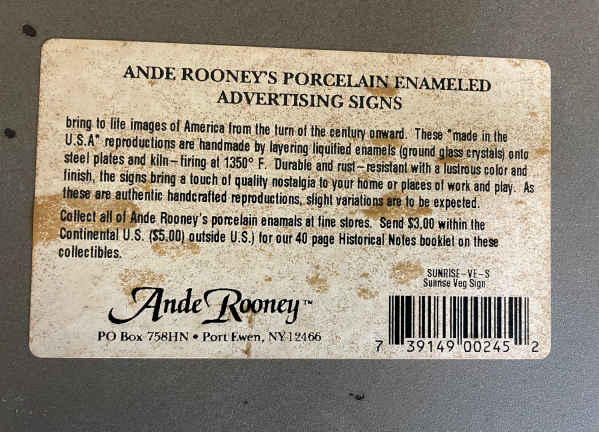 ANDE ROONEY'S PORCELAIN ENAMELED
ADVERTISING SIGNS
bring to life images of America from the turn of the century onward. These "made in the
U.S.A" reproductions are handmade by layering liquified enamels (ground glass crystals) onto
steel plates and kiln-firing at 1350° F. Durable and rust-resistant with a lustrous color and
finish, the signs bring a touch of quality nostalgia to your home or places of work and play. As
these are authentic handcrafted reproductions, slight variations are to be expected.
Collect all of Ande Rooney's porcelain enamals at fine stores. Send $3.00 within the
Continental U.S. ($5.00) outside U.S.) for our 40 page Historical Notes booklet on these
collectibles.
SUNRISE-VE-S
Sunrise Veg Sign
Ande Rooney™
PO Box 758HN • Port Ewen, NY 12466
7 39149 00245 2